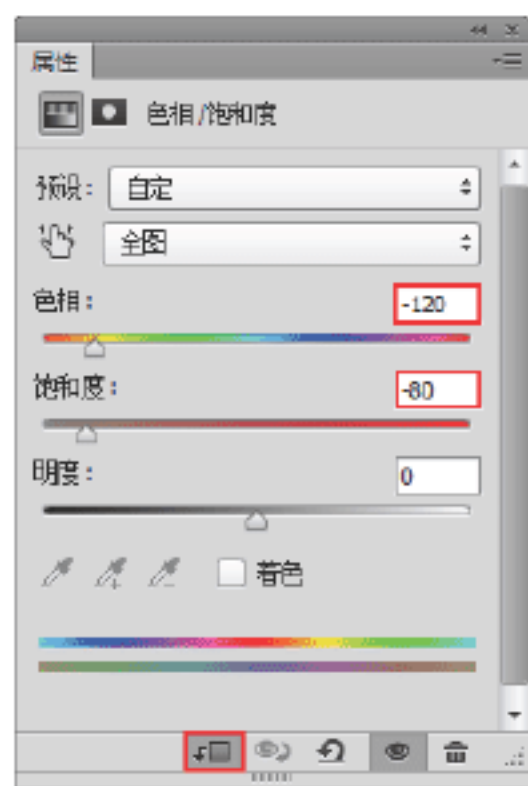 属性
色相/饱和度
预设: 自定
全图
色相: -120
饱和度: -80
明度: 0
着色